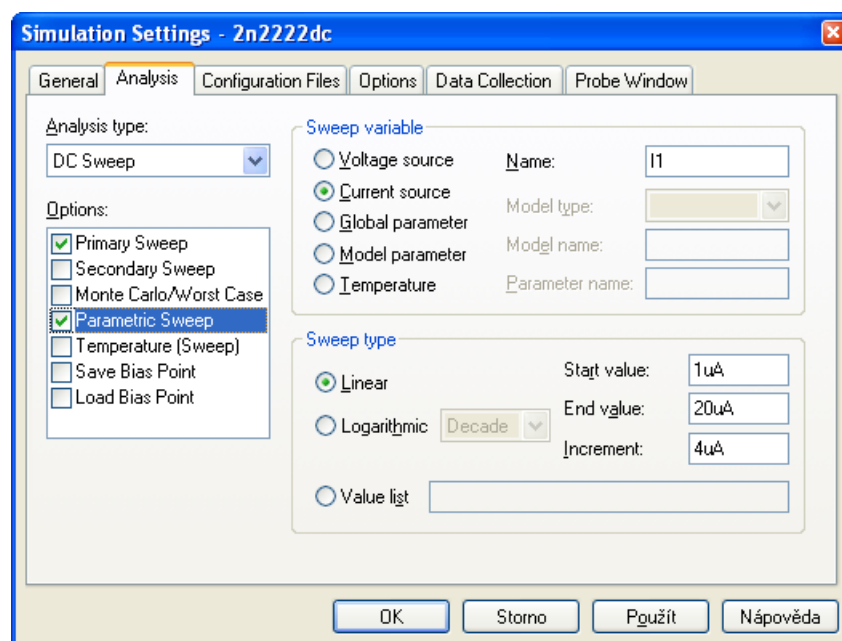 Simulation Settings - 2n2222dc
General Analysis Configuration Files Options Data Collection Probe Window
Analysis type:
DC Sweep
Options:
Primary Sweep
Secondary Sweep
Monte Carlo/Worst Case
Parametric Sweep
Temperature (Sweep)
Save Bias Point
Load Bias Point
Sweep variable
Voltage source
Current source
Global parameter
Model parameter
Temperature
Name: I1
Model type:
Model name:
Parameter name:
Sweep type
Linear
Logarithmic Decade
Value list
Start value: 1uA
End value: 20uA
Increment: 4uA
OK Storno Použít Nápověda